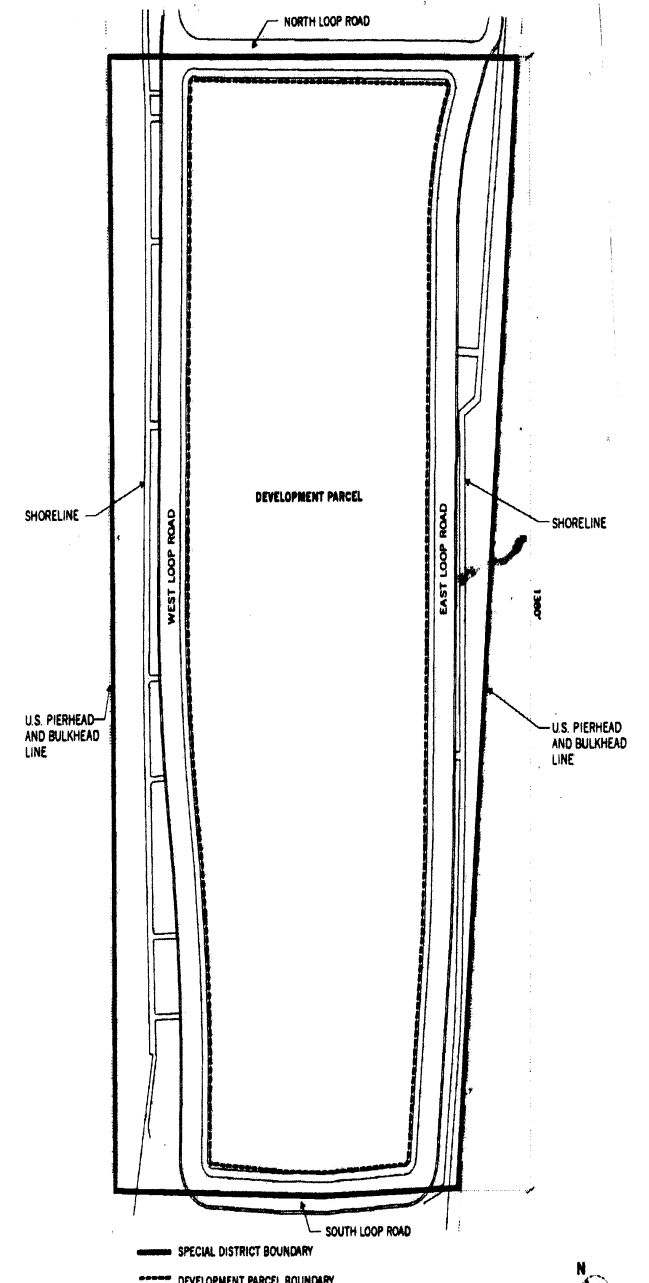 NORTH LOOP ROAD
DEVELOPMENT PARCEL
SHORELINE
SHORELINE
WEST LOOP ROAD
EAST LOOP ROAD
1380'
U.S. PIERHEAD
AND BULKHEAD
LINE
U.S. PIERHEAD
AND BULKHEAD
LINE
SOUTH LOOP ROAD
SPECIAL DISTRICT BOUNDARY
DEVELOPMENT PARCEL BOUNDARY
N